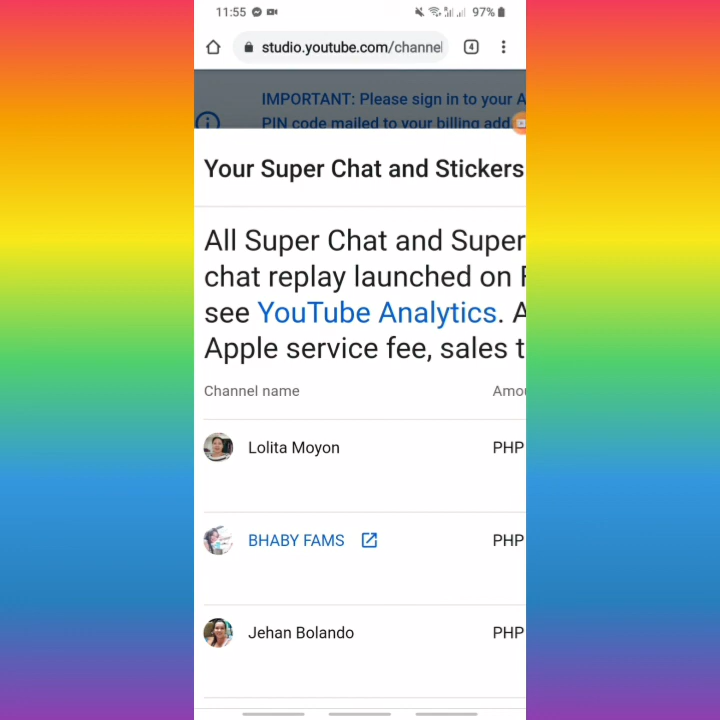 11:55 97%
studio.youtube.com/channel 4
IMPORTANT: Please sign in to your A
PIN code mailed to your billing add
Your Super Chat and Stickers
All Super Chat and Super
chat replay launched on F
see YouTube Analytics. A
Apple service fee, sales t
Channel name Amou
Lolita Moyon PHP
BHABY FAMS PHP
Jehan Bolando PHP